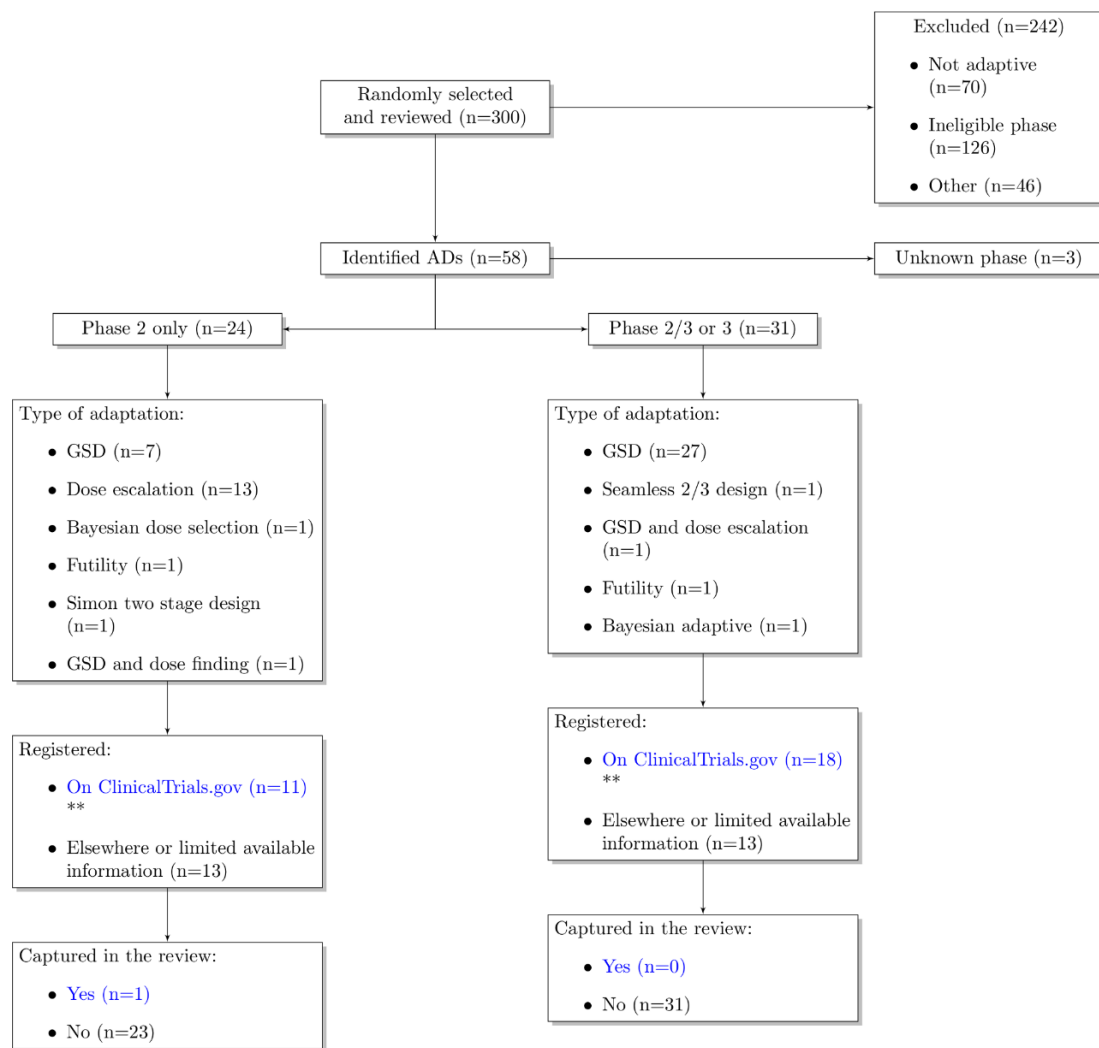 Excluded (n=242)
• Not adaptive
(n=70)
• Ineligible phase
(n=126)
• Other (n=46)
Randomly selected
and reviewed (n=300)
Identified ADs (n=58)
Unknown phase (n=3)
Phase 2 only (n=24)
Phase 2/3 or 3 (n=31)
Type of adaptation:
• GSD (n=7)
• Dose escalation (n=13)
• Bayesian dose selection (n=1)
• Futility (n=1)
• Simon two stage design
(n=1)
• GSD and dose finding (n=1)
Type of adaptation:
• GSD (n=27)
• Seamless 2/3 design (n=1)
• GSD and dose escalation
(n=1)
• Futility (n=1)
• Bayesian adaptive (n=1)
Registered:
• On ClinicalTrials.gov (n=11)
**
• Elsewhere or limited available
information (n=13)
Registered:
• On ClinicalTrials.gov (n=18)
**
• Elsewhere or limited available
information (n=13)
Captured in the review:
• Yes (n=1)
• No (n=23)
Captured in the review:
• Yes (n=0)
• No (n=31)